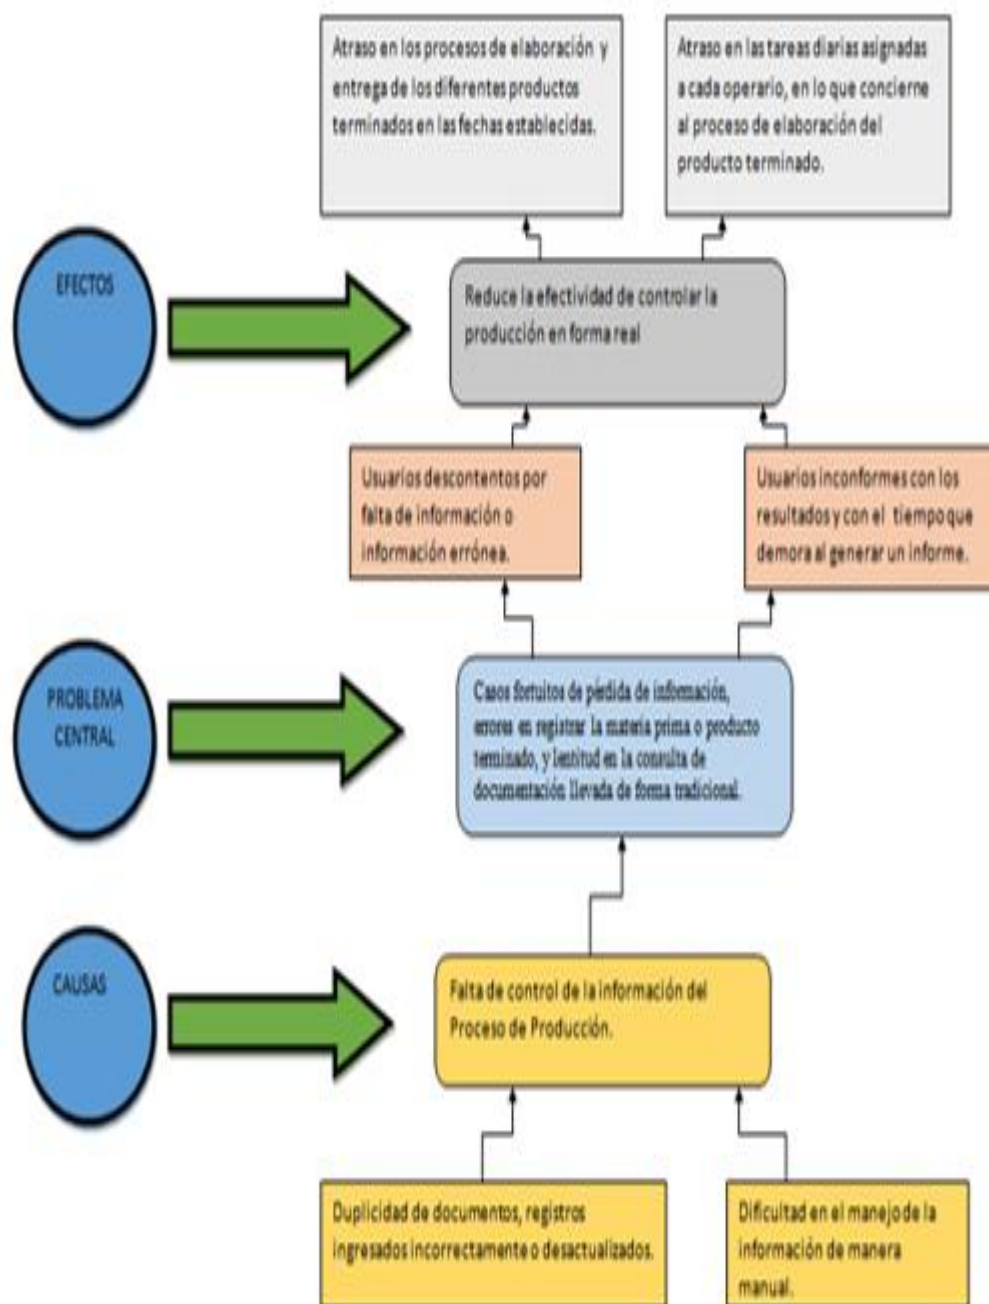 Atraso en los procesos de elaboración y
entrega de los diferentes productos
terminados en las fechas establecidas.
Atraso en las tareas diarias asignadas
a cada operario, en lo que concierne
al proceso de elaboración del
producto terminado.
EFECTOS
Reduce la efectividad de controlar la
producción en forma real
Usuarios descontentos por
falta de información o
información errónea.
Usuarios inconformes con los
resultados y con el tiempo que
demora al generar un informe.
PROBLEMA
CENTRAL
Casos fortuitos de pérdida de información,
errores en registrar la materia prima o producto
terminado, y lentitud en la consulta de
documentación llevada de forma tradicional.
CAUSAS
Falta de control de la información del
Proceso de Producción.
Duplicidad de documentos, registros
ingresados incorrectamente o desactualizados.
Dificultad en el manejo de la
información de manera
manual.